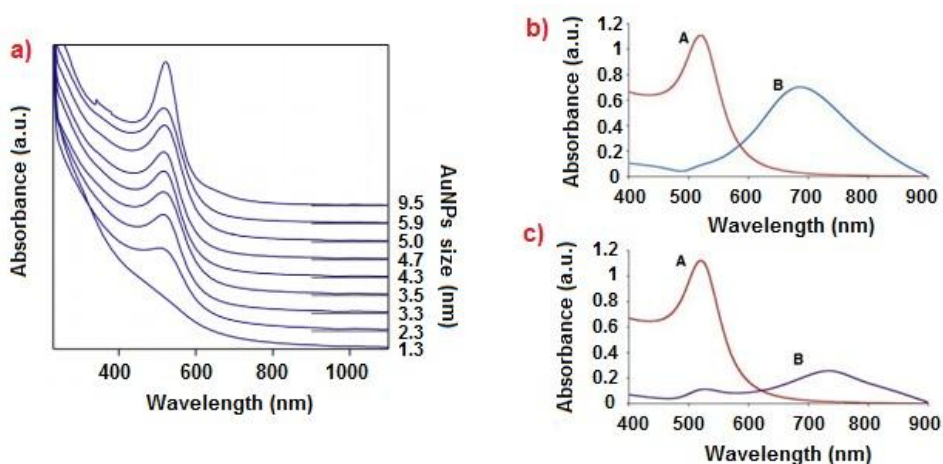 a)
Absorbance (a.u.)
400 600 800 1000
Wavelength (nm)
9.5
5.9
5.0
4.7
4.3
3.5
3.3
2.3
1.3
AuNPs size (nm)
b)
Absorbance (a.u.)
1.2
1
0.8
0.6
0.4
0.2
0
A
B
400 500 600 700 800 900
Wavelength (nm)
c)
Absorbance (a.u.)
1.2
1
0.8
0.6
0.4
0.2
0
A
B
400 500 600 700 800 900
Wavelength (nm)